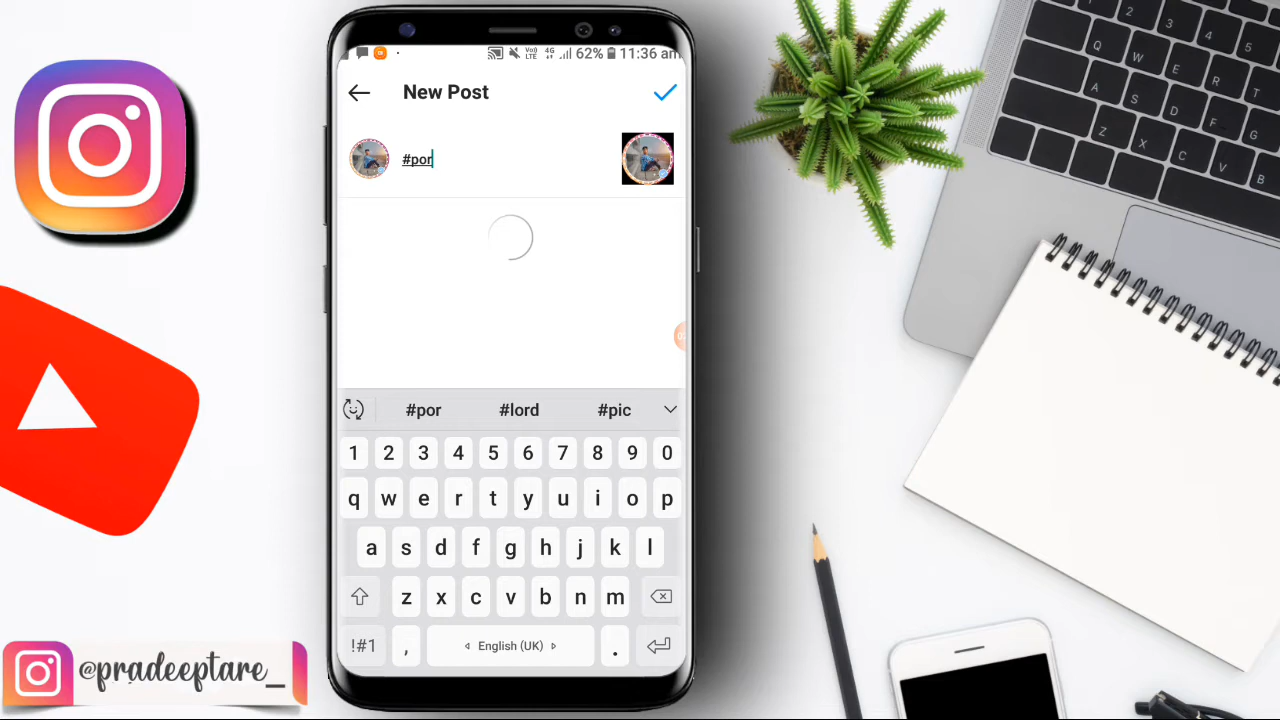 62% 11:36 am
New Post
#por
#por #lord #pic
1 2 3 4 5 6 7 8 9 0
q w e r t y u i o p
a s d f g h j k l
z x c v b n m
!#1 , English (UK) .
@pradeeptare_